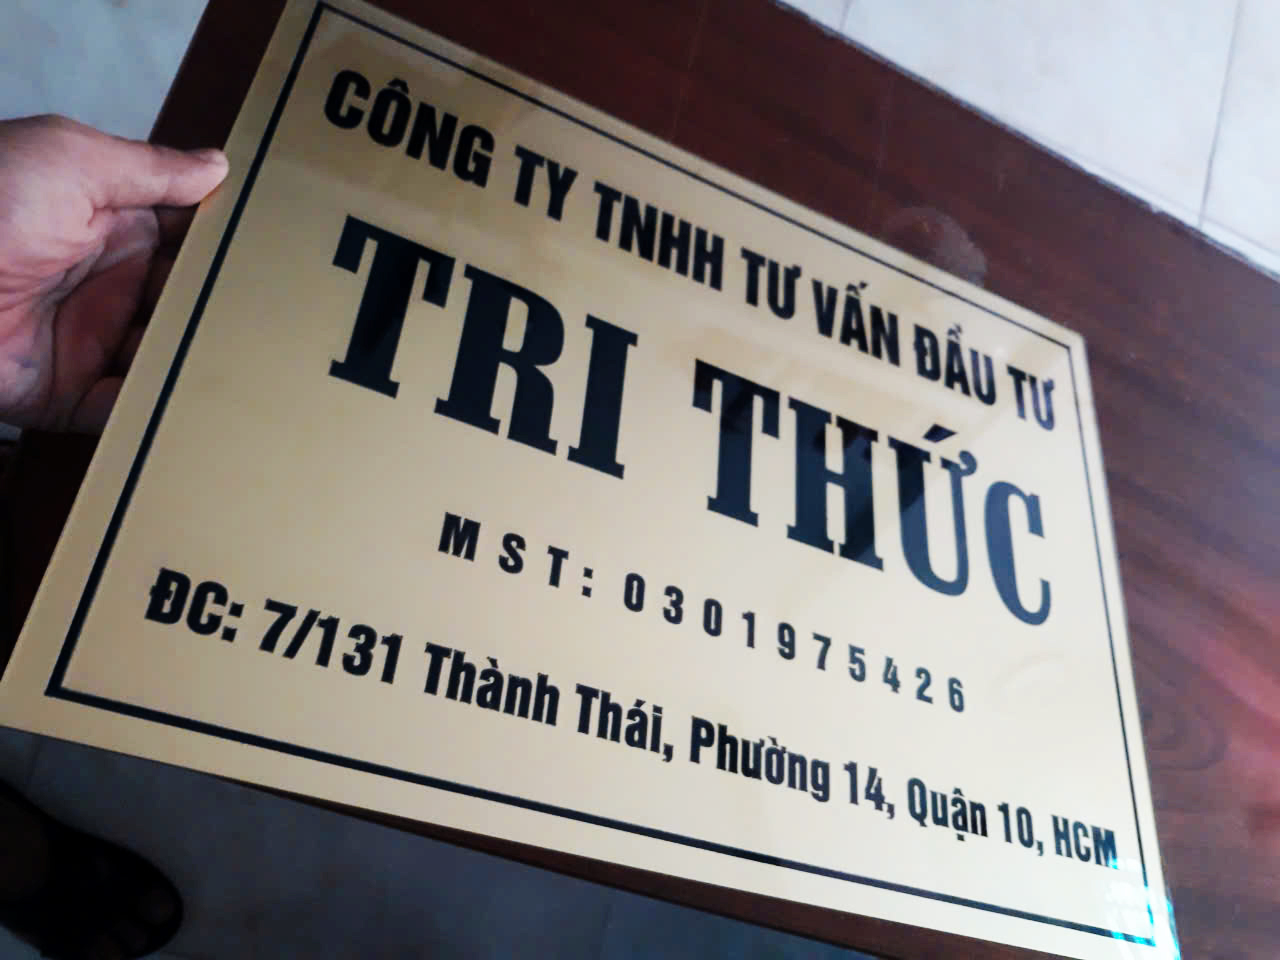 CÔNG TY TNHH TƯ VẤN ĐẦU TƯ
TRI THỨC
MST: 0301975426
ĐC: 7/131 Thành Thái, Phường 14, Quận 10, HCM